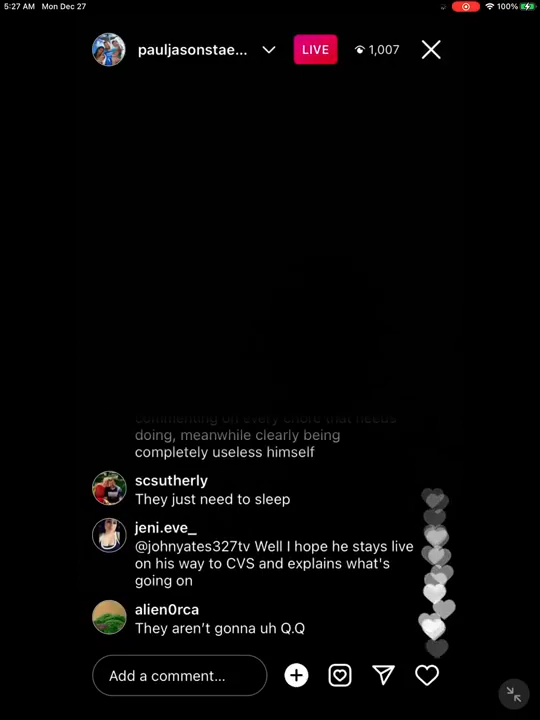 5:27 AM Mon Dec 27
100%
pauljasonstae...
LIVE
1,007
commenting on every chore that needs
doing, meanwhile clearly being
completely useless himself
scsutherly
They just need to sleep
jeni.eve_
@johnyates327tv Well I hope he stays live
on his way to CVS and explains what's
going on
alien0rca
They aren’t gonna uh Q.Q
Add a comment...